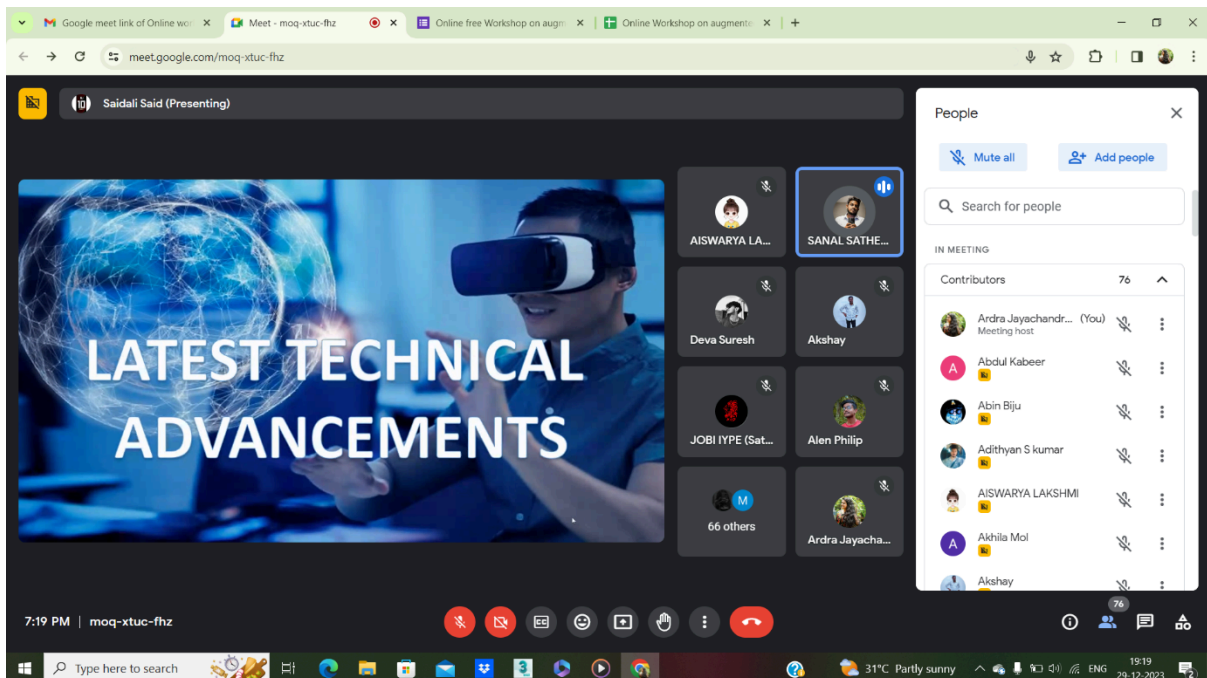 Google meet link of Online wor
Meet - moq-xtuc-fhz
Online free Workshop on augm
Online Workshop on augmente
meet.google.com/moq-xtuc-fhz
Saidali Said (Presenting)
LATEST TECHNICAL
ADVANCEMENTS
AISWARYA LA...
SANAL SATHE...
Deva Suresh
Akshay
JOBI IYPE (Sat...
Alen Philip
M
66 others
Ardra Jayacha...
People
Mute all
Add people
Search for people
IN MEETING
Contributors 76
Ardra Jayachandr... (You)
Meeting host
A
Abdul Kabeer
Abin Biju
Adithyan S kumar
AISWARYA LAKSHMI
A
Akhila Mol
Akshay
7:19 PM | moq-xtuc-fhz
CC
76
Type here to search
3
31°C Partly sunny
ENG
19:19
29-12-2023
2